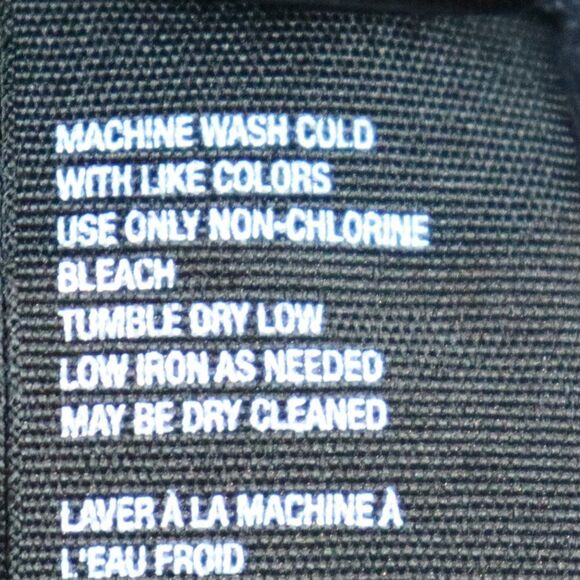 MACHINE WASH COLD
WITH LIKE COLORS
USE ONLY NON-CHLORINE
BLEACH
TUMBLE DRY LOW
LOW IRON AS NEEDED
MAY BE DRY CLEANED
LAVER À LA MACHINE À
L'EAU FROID